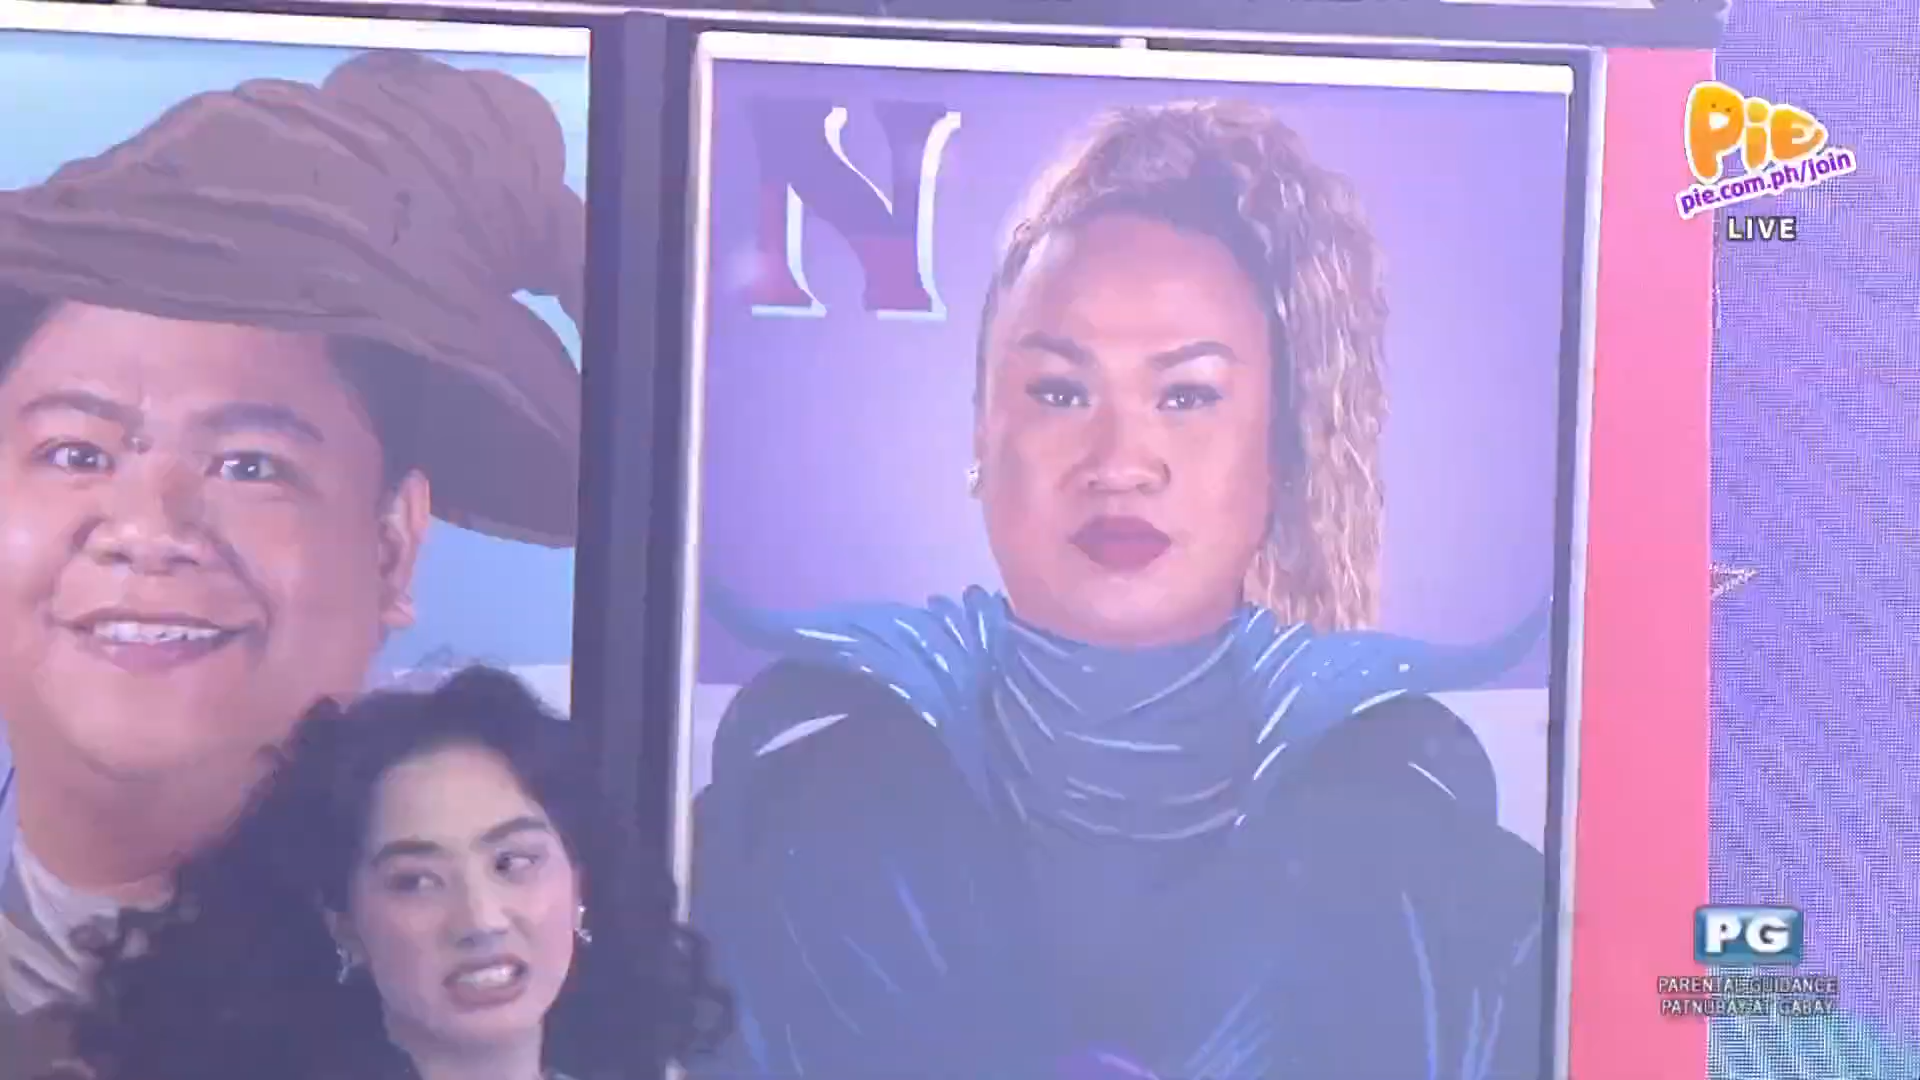 N
Pie
pie.com.ph/join
LIVE
PG
PARENTAL GUIDANCE
PATNUBAY AT GABAY